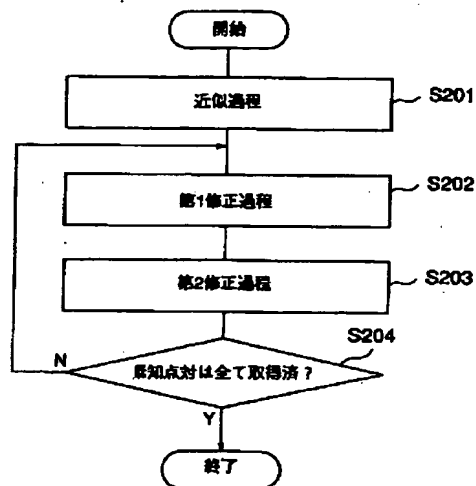 開始
近似過程
S201
第1修正過程
S202
第2修正過程
S203
S204
N
既知点対は全て取得済?
Y
終了